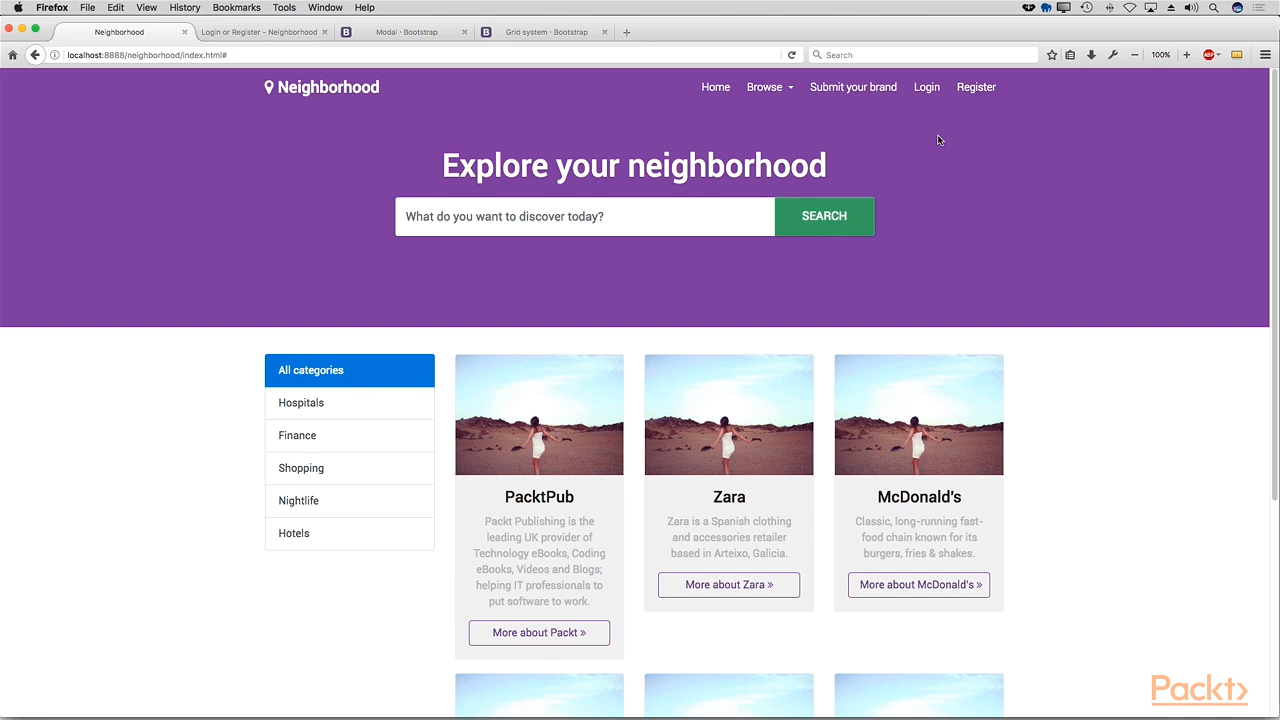 Firefox File Edit View History Bookmarks Tools Window Help
Neighborhood
Login or Register - Neighborhood
Modal · Bootstrap
Grid system · Bootstrap
localhost:8888/neighborhood/index.html#
Search
100%
ABP
Neighborhood
Home Browse Submit your brand Login Register
Explore your neighborhood
What do you want to discover today?
SEARCH
All categories
Hospitals
Finance
Shopping
Nightlife
Hotels
PacktPub
Packt Publishing is the
leading UK provider of
Technology eBooks, Coding
eBooks, Videos and Blogs;
helping IT professionals to
put software to work.
More about Packt »
Zara
Zara is a Spanish clothing
and accessories retailer
based in Arteixo, Galicia.
More about Zara »
McDonald's
Classic, long-running fast-
food chain known for its
burgers, fries & shakes.
More about McDonald's »
Packt